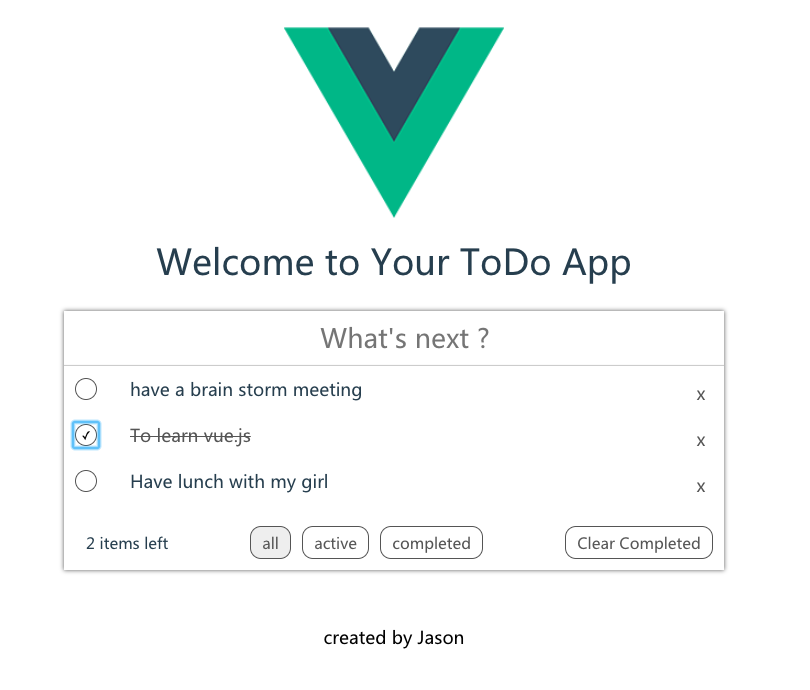 Welcome to Your ToDo App
What's next ?
have a brain storm meeting x
To learn vue.js x
Have lunch with my girl x
2 items left all active completed Clear Completed
created by Jason